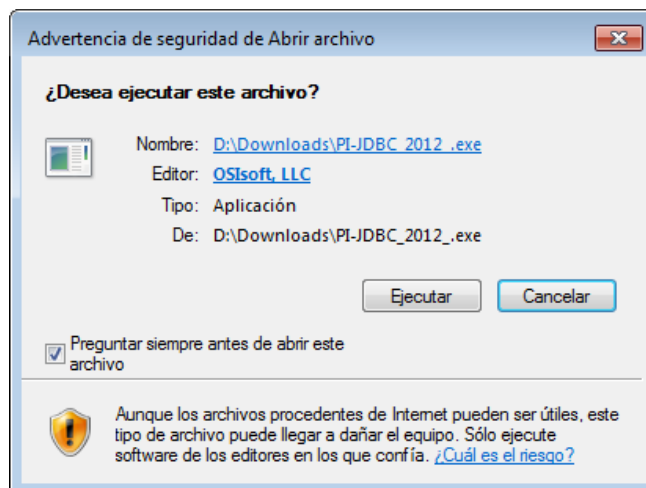 Advertencia de seguridad de Abrir archivo
¿Desea ejecutar este archivo?
Nombre: D:\Downloads\PI-JDBC_2012_.exe
Editor: OSIsoft, LLC
Tipo: Aplicación
De: D:\Downloads\PI-JDBC_2012_.exe
Ejecutar Cancelar
Preguntar siempre antes de abrir este
archivo
Aunque los archivos procedentes de Internet pueden ser útiles, este
tipo de archivo puede llegar a dañar el equipo. Sólo ejecute
software de los editores en los que confía. ¿Cuál es el riesgo?